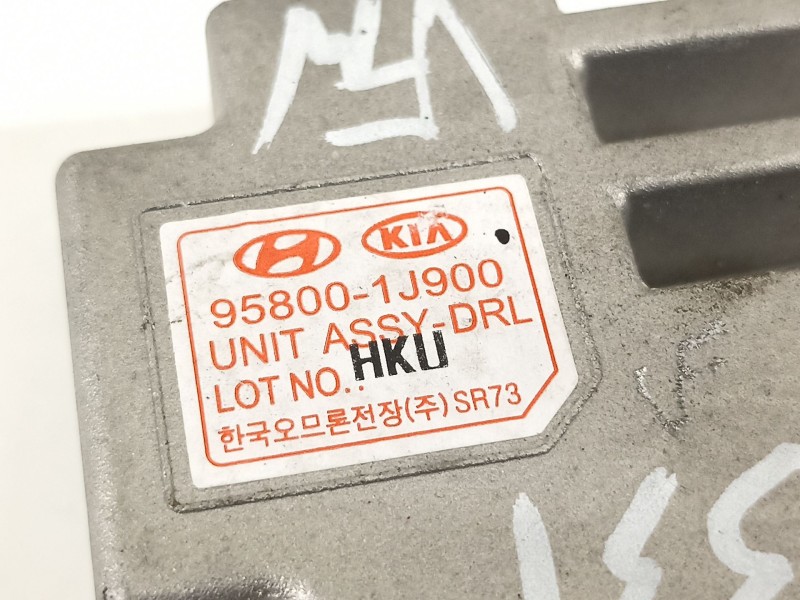 KIA
95800-1J900
UNIT ASSY-DRL
LOT NO.: HKU
한국오므론전장(주) SR73